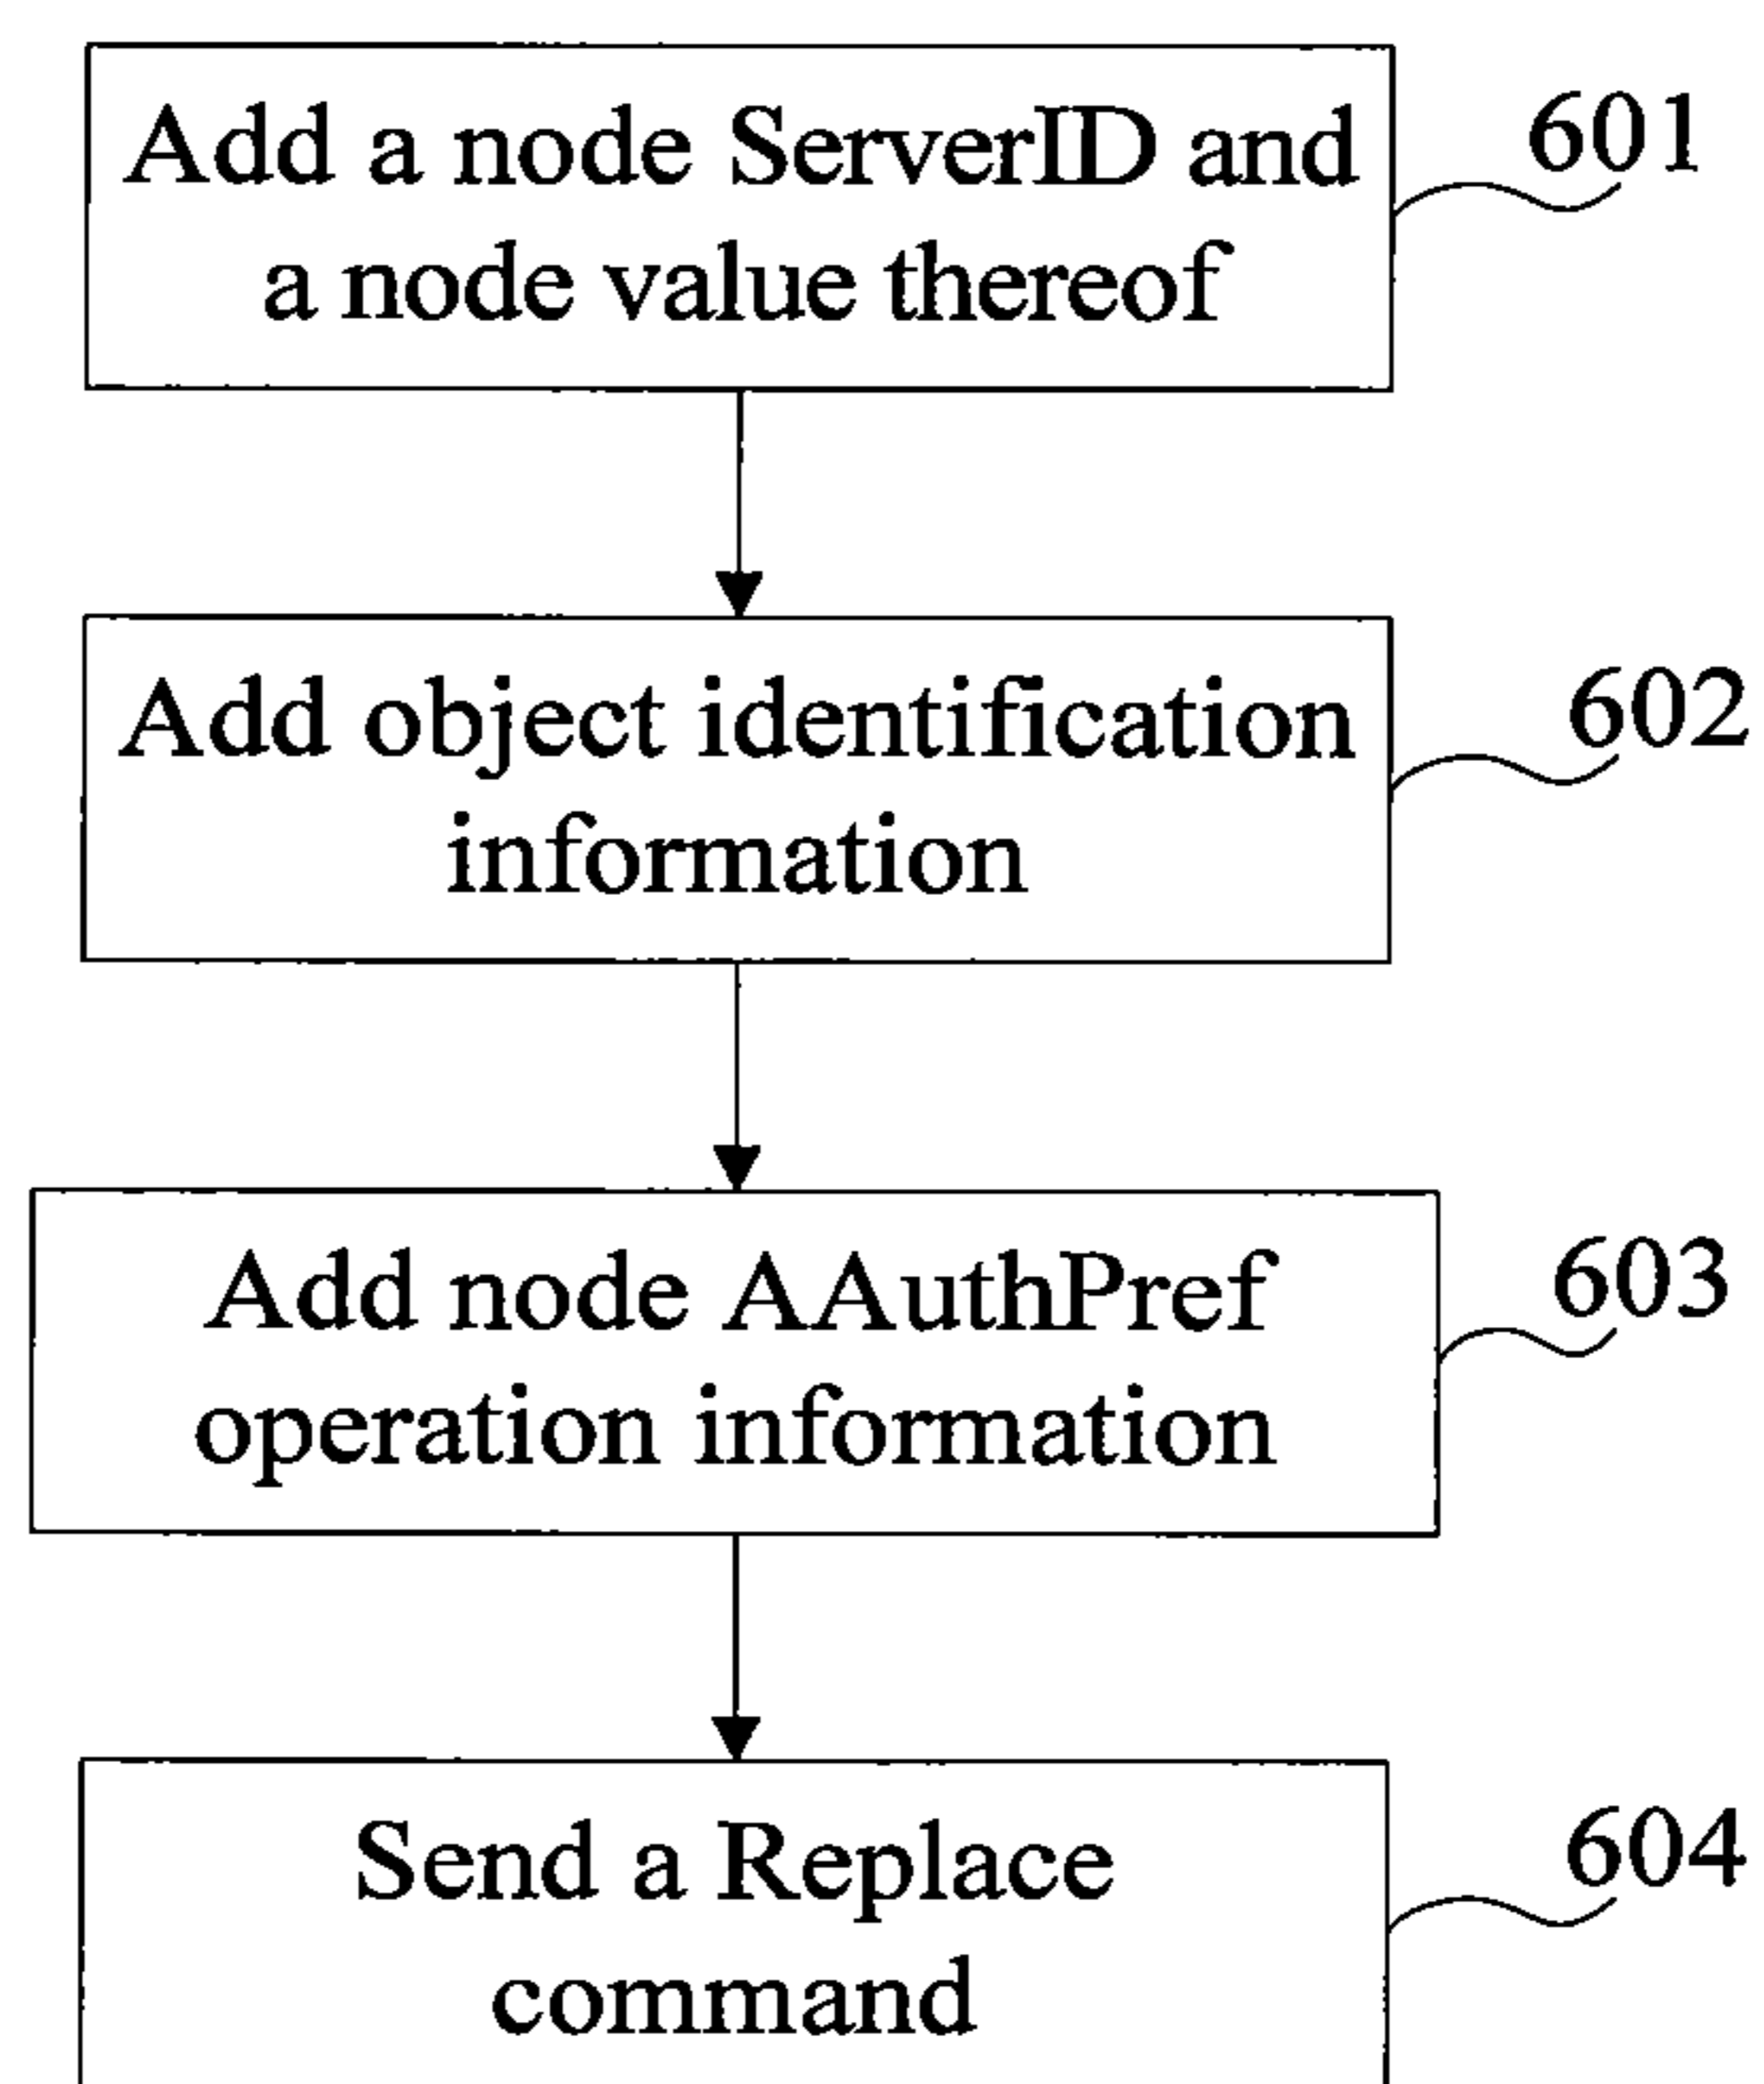 Add a node ServerID and
a node value thereof
601
Add object identification
information
602
Add node AAuthPref
operation information
603
Send a Replace
command
604